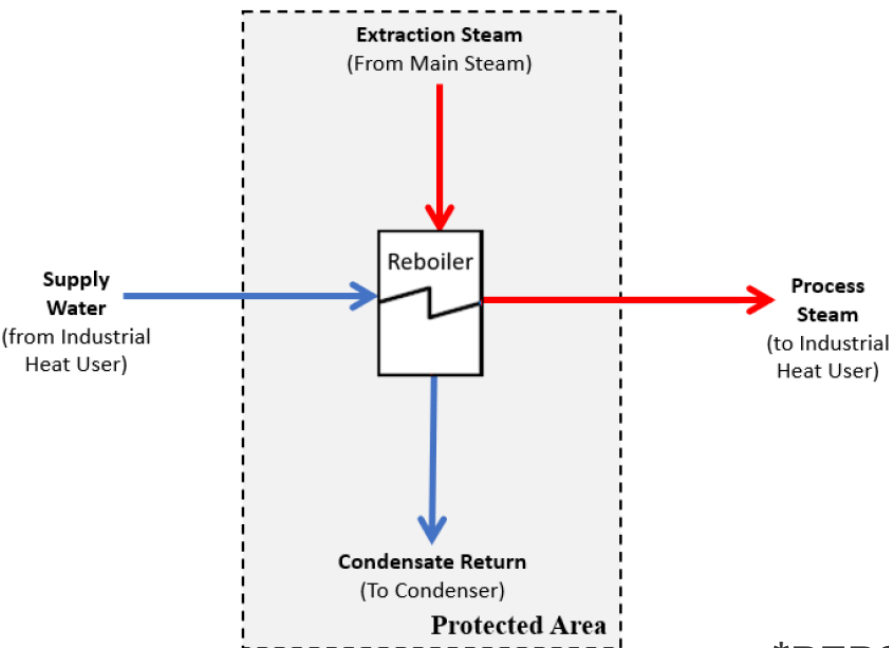 Extraction Steam
(From Main Steam)
Reboiler
Supply
Water
(from Industrial
Heat User)
Process
Steam
(to Industrial
Heat User)
Condensate Return
(To Condenser)
Protected Area